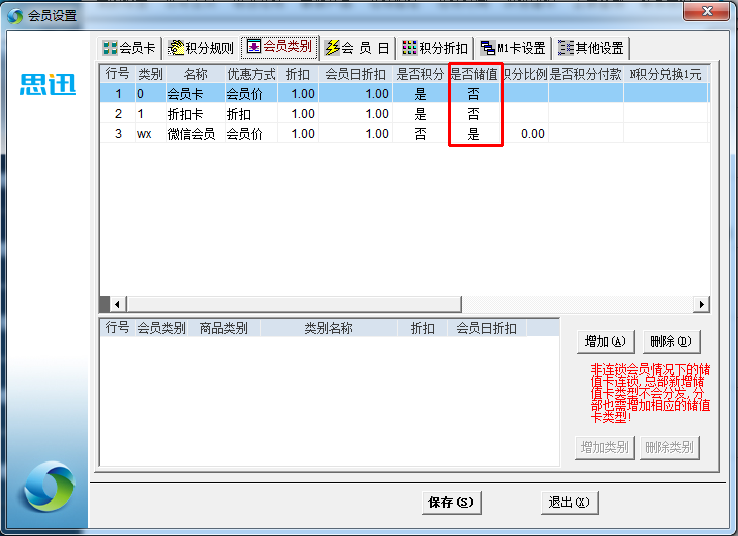 会员设置
思迅
会员卡 积分规则 会员类别 会 员 日 积分折扣 M1卡设置 其他设置
行号 类别 名称 优惠方式 折扣 会员日折扣 是否积分 是否储值 积分比例 是否积分付款 N积分兑换1元
1 0 会员卡 会员价 1.00 1.00 是 否
2 1 折扣卡 折扣 1.00 1.00 是 否
3 wx 微信会员 会员价 1.00 1.00 否 是 0.00
行号 会员类别 商品类别 类别名称 折扣 会员日折扣
增加(A) 删除(D)
非连锁会员情况下的储
值卡连锁,总部新增储
值卡类型不会分发,分
部也需增加相应的储值
卡类型!
增加类别 删除类别
保存(S) 退出(X)